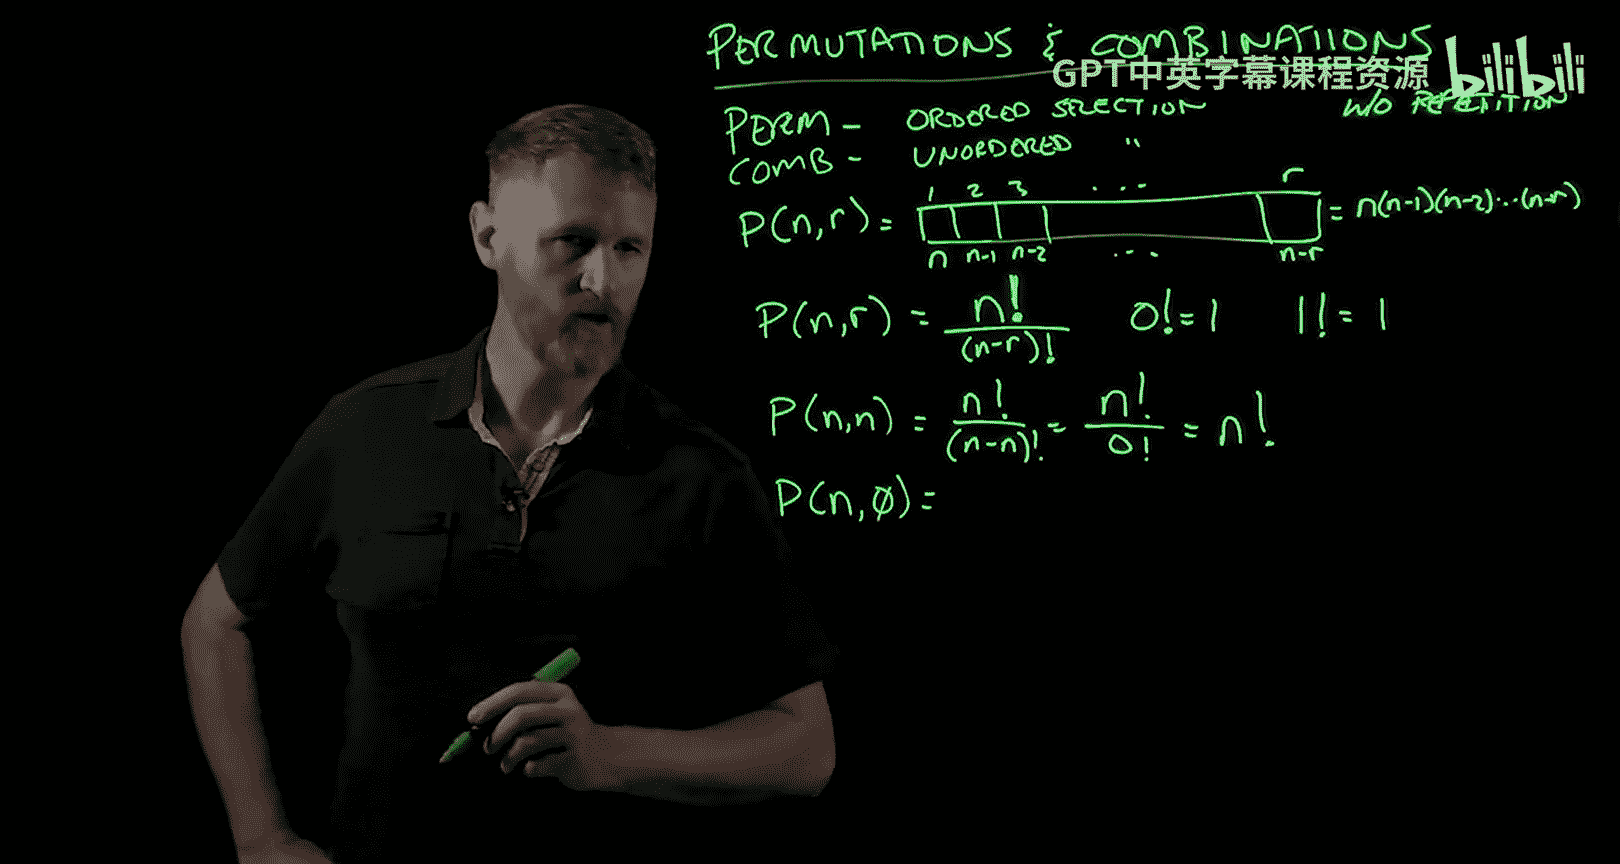 PERMUTATIONS & COMBINATIONS
GPT中英字幕课程资源 bilibili
PERM - ORDERED SELECTION W/O REPETITION
COMB - UNORDERED "
1 2 3 ... r
P(n,r) = = n(n-1)(n-2)...(n-r)
n n-1 n-2 ... n-r
P(n,r) = n!/(n-r)! 0! = 1 1! = 1
P(n,n) = n!/(n-n)! = n!/0! = n!
P(n,∅) =